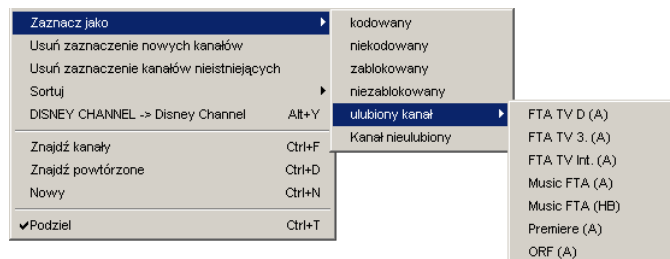 Zaznacz jako
Usuń zaznaczenie nowych kanałów
Usuń zaznaczenie kanałów nieistniejących
Sortuj
DISNEY CHANNEL -> Disney Channel Alt+Y
Znajdź kanały Ctrl+F
Znajdź powtórzone Ctrl+D
Nowy Ctrl+N
✔Podziel Ctrl+T
kodowany
niekodowany
zablokowany
niezablokowany
ulubiony kanał
Kanał nieulubiony
FTA TV D (A)
FTA TV 3. (A)
FTA TV Int. (A)
Music FTA (A)
Music FTA (HB)
Premiere (A)
ORF (A)